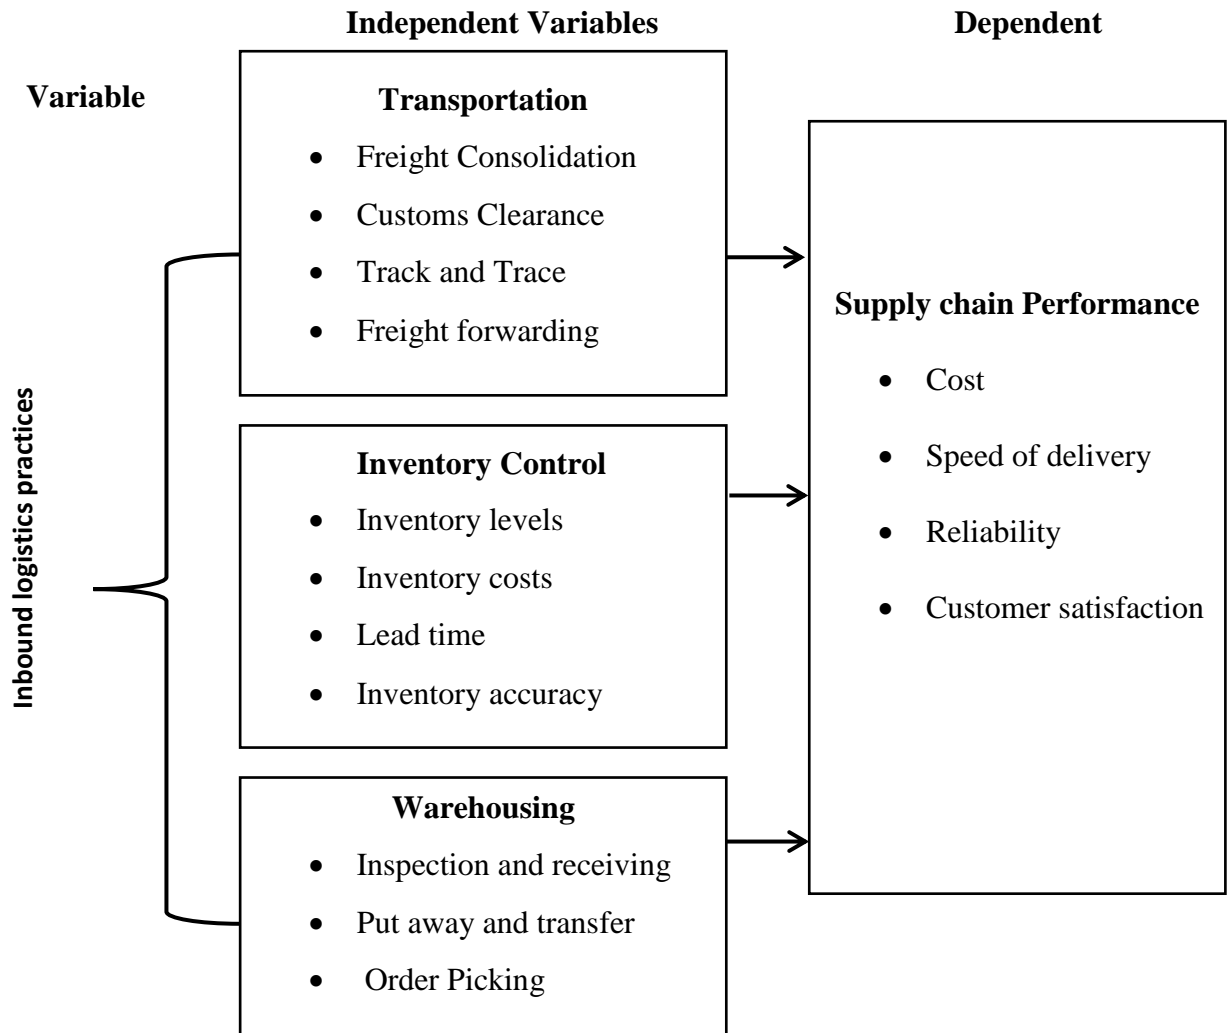 Independent Variables
Dependent
Variable
Transportation
• Freight Consolidation
• Customs Clearance
• Track and Trace
• Freight forwarding
Inbound logistics practices
Inventory Control
• Inventory levels
• Inventory costs
• Lead time
• Inventory accuracy
Warehousing
• Inspection and receiving
• Put away and transfer
• Order Picking
Supply chain Performance
• Cost
• Speed of delivery
• Reliability
• Customer satisfaction